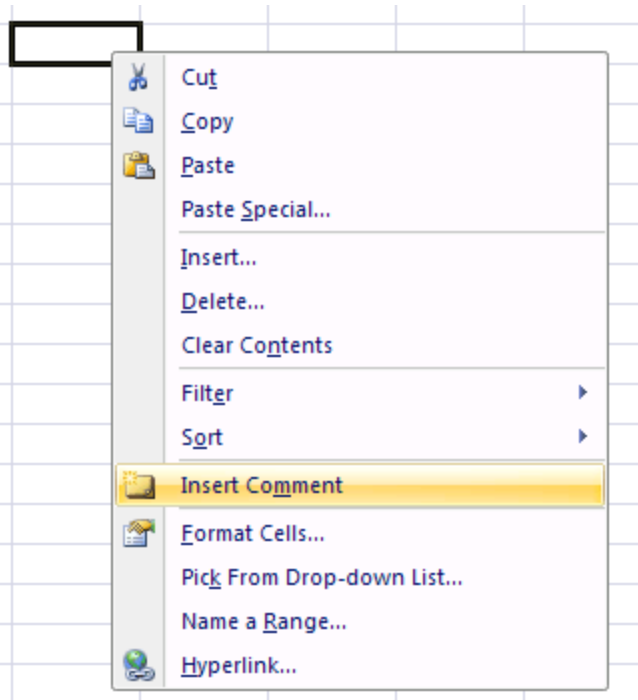 Cut
Copy
Paste
Paste Special...
Insert...
Delete...
Clear Contents
Filter
Sort
Insert Comment
Format Cells...
Pick From Drop-down List...
Name a Range...
Hyperlink...